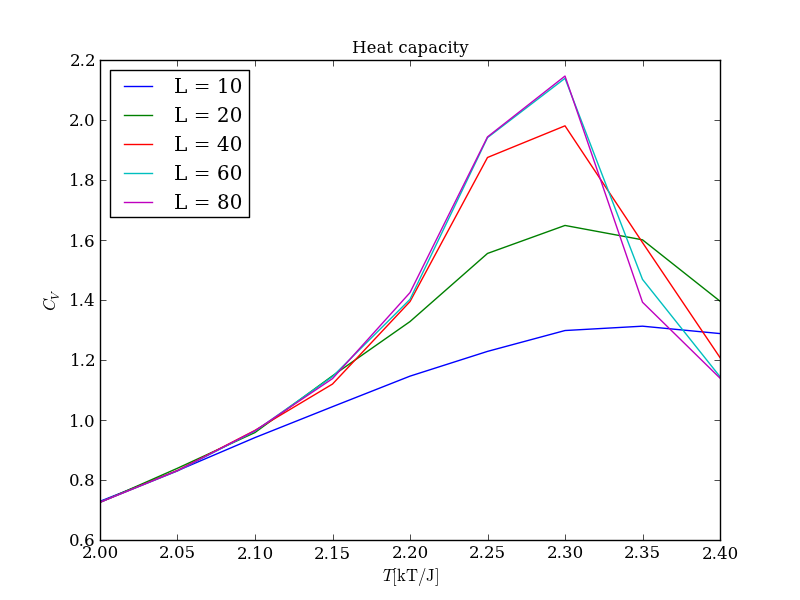 Heat capacity
2.2
2.0
1.8
1.6
1.4
1.2
1.0
0.8
0.6
C_V
L = 10
L = 20
L = 40
L = 60
L = 80
2.00 2.05 2.10 2.15 2.20 2.25 2.30 2.35 2.40
T[kT/J]